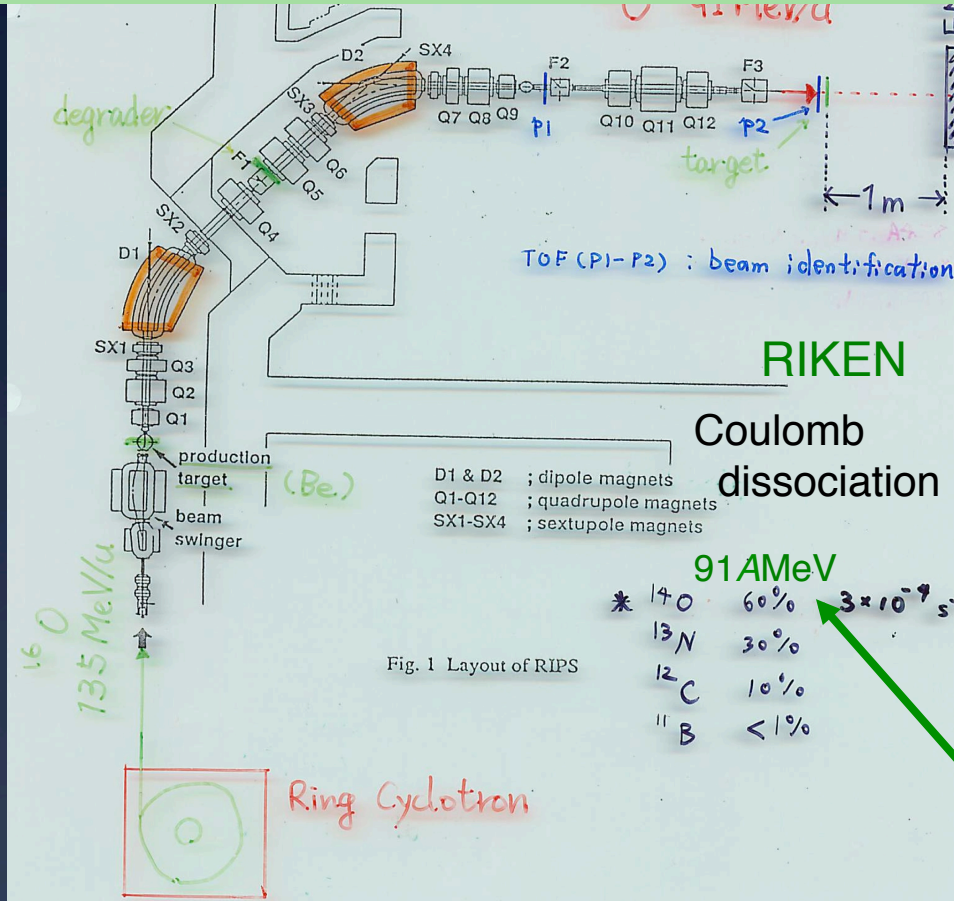 91 MeV/u
D2
SX4
F2
F3
degrader
SX3
Q7 Q8 Q9
P1
Q10 Q11 Q12
P2
target
F1
Q6
Q5
Q4
SX2
1m
D1
TOF (P1-P2) : beam identification
SX1
Q3
Q2
Q1
RIKEN
Coulomb
dissociation
production
target
(Be)
beam
swinger
D1 & D2 ; dipole magnets
Q1-Q12 ; quadrupole magnets
SX1-SX4 ; sextupole magnets
91AMeV
* ¹⁴O 60%
¹³N 30%
¹²C 10%
¹¹B <1%
¹⁶O
135 MeV/u
Fig. 1 Layout of RIPS
Ring Cyclotron